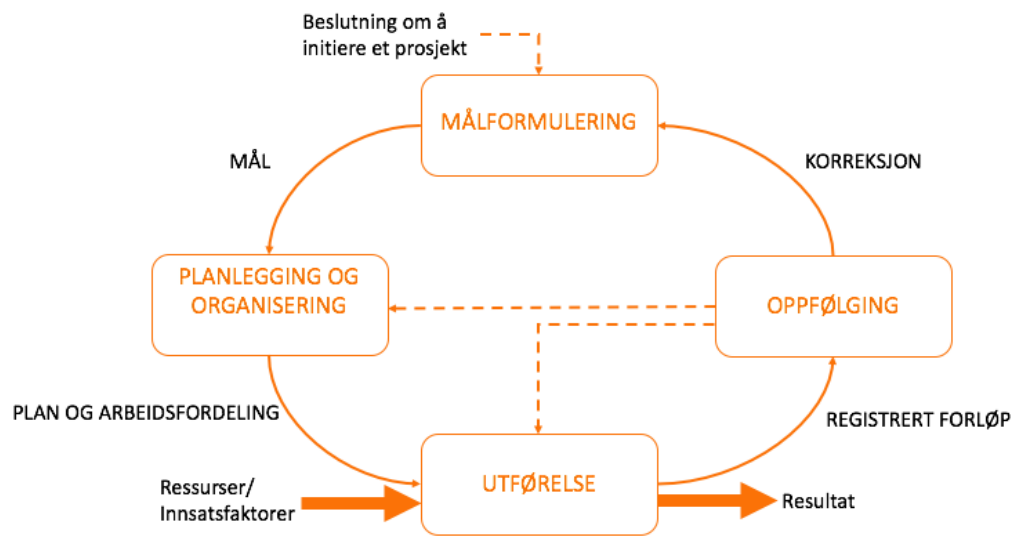 Beslutning om å
initiere et prosjekt
MÅLFORMULERING
MÅL
KORREKSJON
PLANLEGGING OG
ORGANISERING
OPPFØLGING
PLAN OG ARBEIDSFORDELING
REGISTRERT FORLØP
UTFØRELSE
Ressurser/
Innsatsfaktorer
Resultat